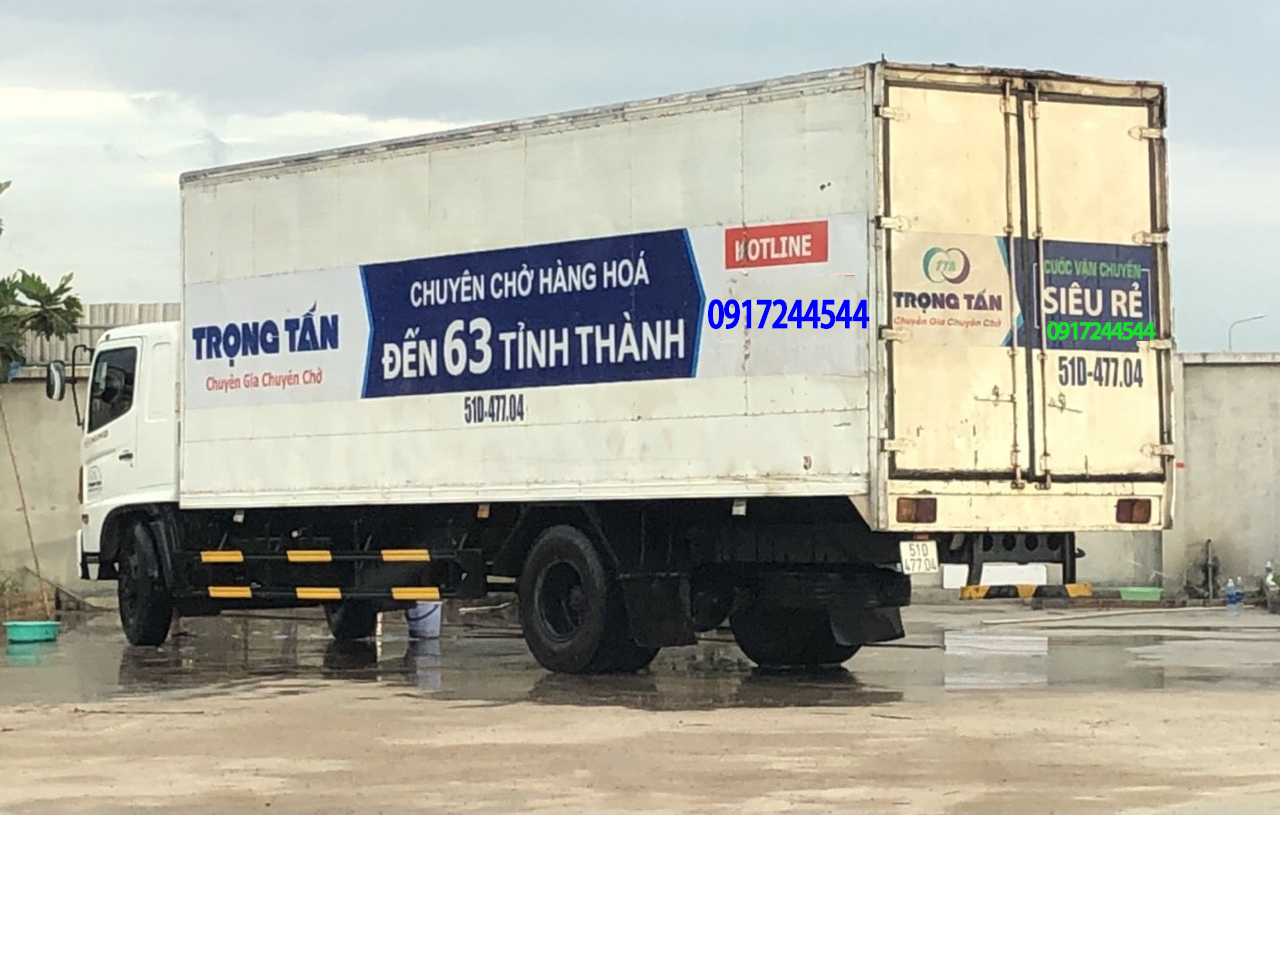 TRỌNG TẤN
Chuyên Gia Chuyên Chở
CHUYÊN CHỞ HÀNG HOÁ
ĐẾN 63 TỈNH THÀNH
HOTLINE
0917244544
51D-477.04
TTA
TRỌNG TẤN
Chuyên Gia Chuyên Chở
CƯỚC VẬN CHUYỂN
SIÊU RẺ
0917244544
51D-477.04
51D
477.04